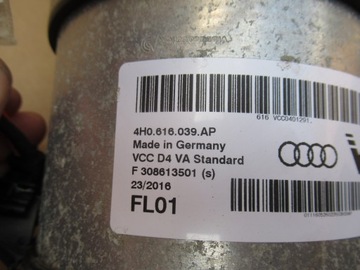 616 VCC0401291.
4H0.616.039.AP
Made in Germany
VCC D4 VA Standard
F 308613501 (s)
23/2016
FL01